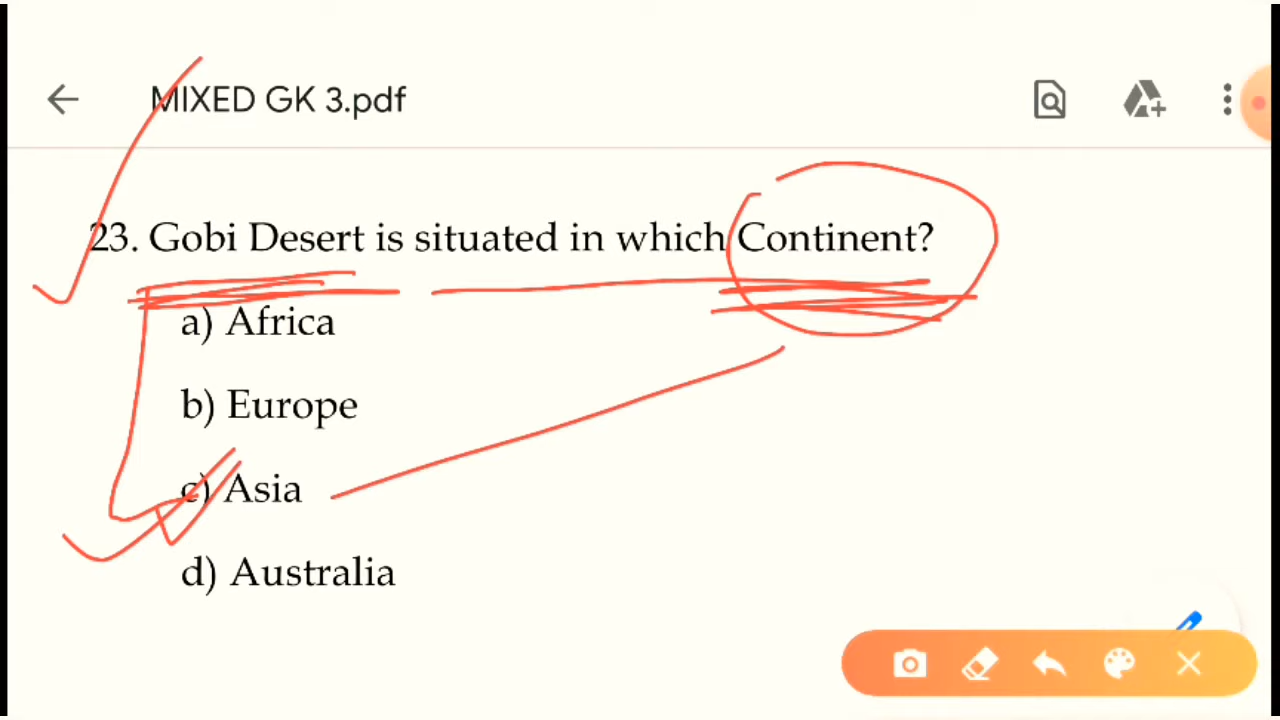 MIXED GK 3.pdf
23. Gobi Desert is situated in which Continent?
a) Africa
b) Europe
c) Asia
d) Australia